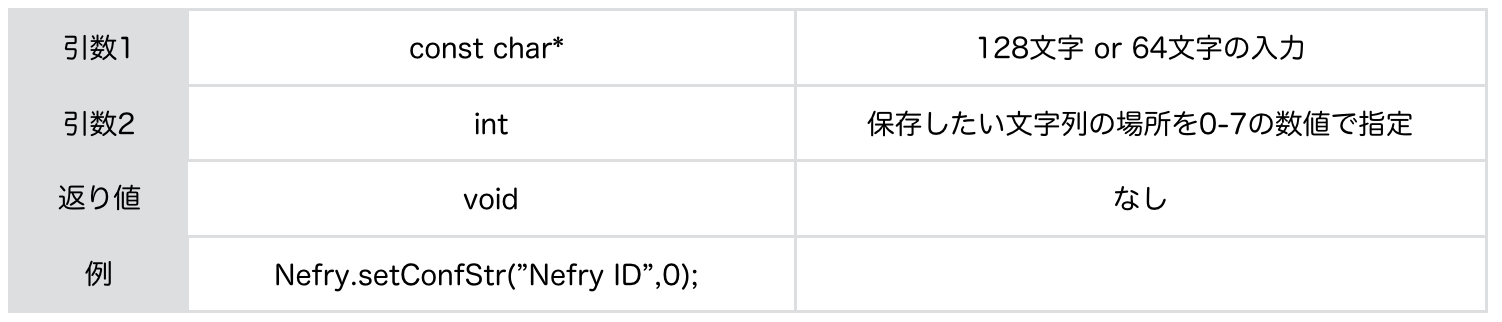 引数1 const char* 128文字 or 64文字の入力
引数2 int 保存したい文字列の場所を0-7の数値で指定
返り値 void なし
例 Nefry.setConfStr(”Nefry ID”,0);